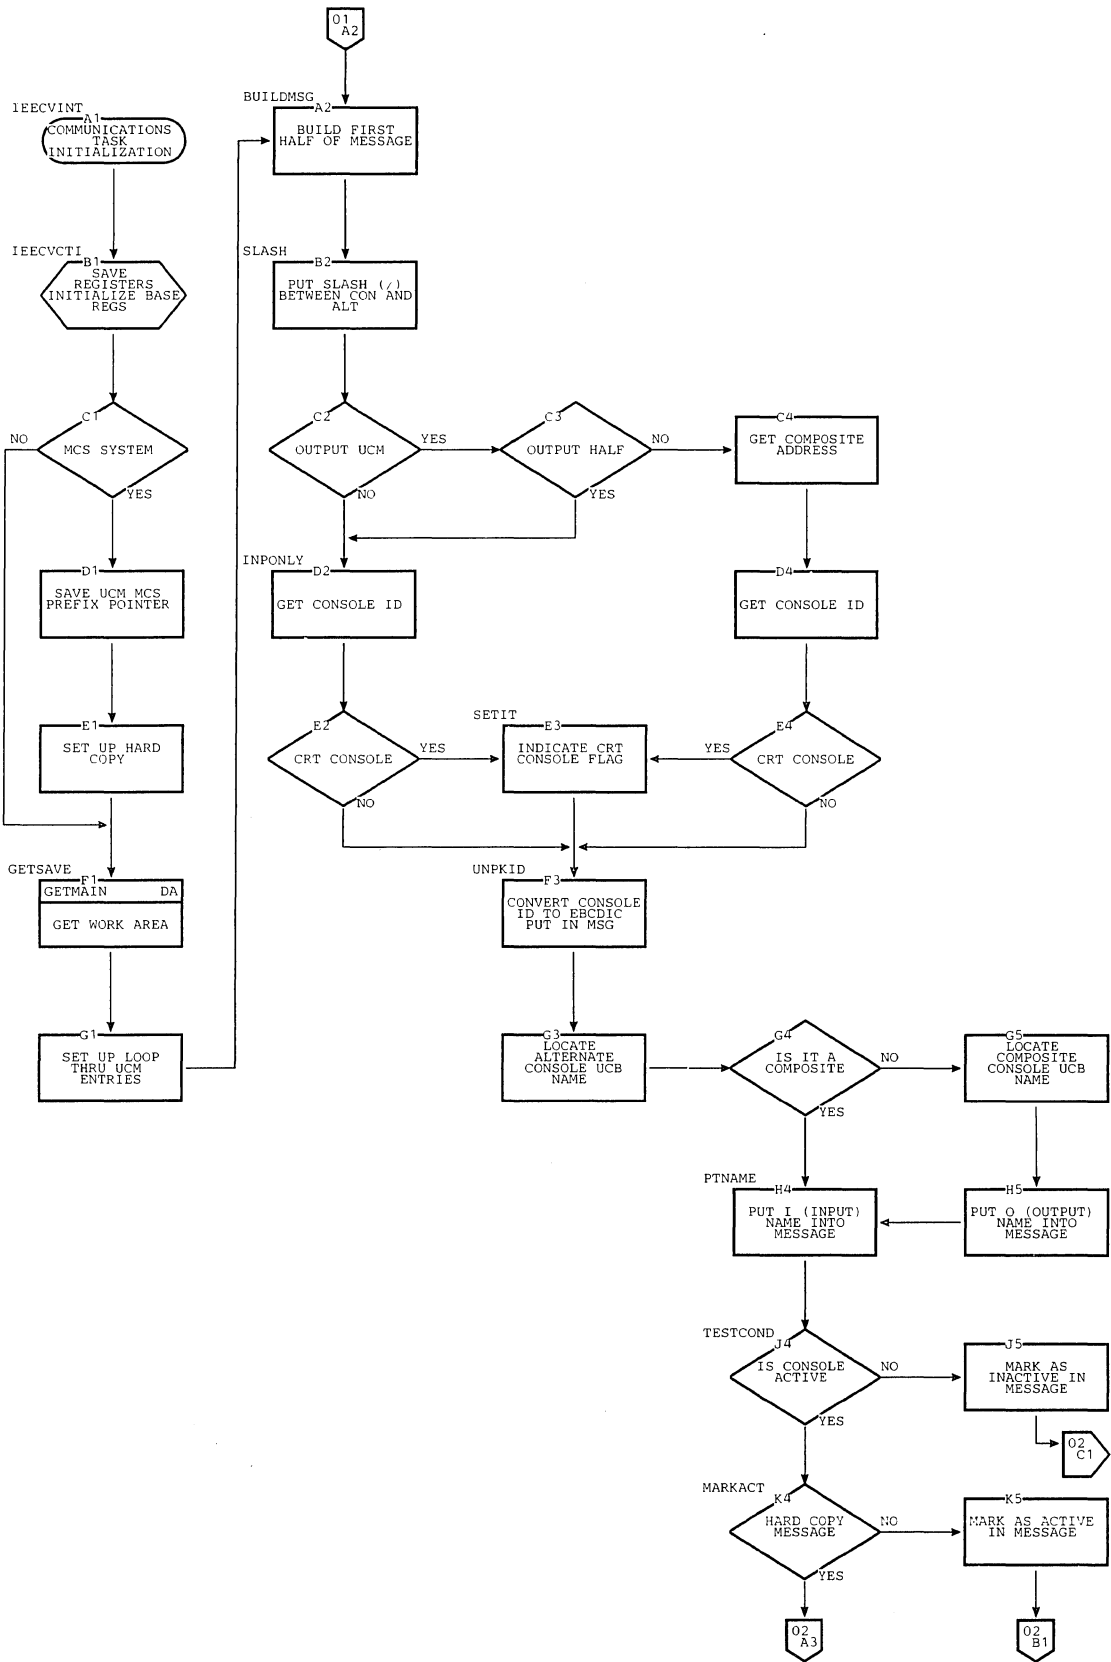 01
A2
IEECVINT
A1
COMMUNICATIONS
TASK
INITIALIZATION
BUILDMSG
A2
BUILD FIRST
HALF OF MESSAGE
IEECVCTI
B1
SAVE
REGISTERS
INITIALIZE BASE
REGS
SLASH
B2
PUT SLASH (/)
BETWEEN CON AND
ALT
C1
NO
MCS SYSTEM
YES
C2
OUTPUT UCM
YES
NO
C3
OUTPUT HALF
NO
YES
C4
GET COMPOSITE
ADDRESS
D1
SAVE UCM MCS
PREFIX POINTER
INPONLY
D2
GET CONSOLE ID
D4
GET CONSOLE ID
E1
SET UP HARD
COPY
E2
CRT CONSOLE
YES
NO
SETIT
E3
INDICATE CRT
CONSOLE FLAG
E4
YES
CRT CONSOLE
NO
GETSAVE
F1
GETMAIN DA
GET WORK AREA
UNPKID
F3
CONVERT CONSOLE
ID TO EBCDIC
PUT IN MSG
G1
SET UP LOOP
THRU UCM
ENTRIES
G3
LOCATE
ALTERNATE
CONSOLE UCB
NAME
G4
IS IT A
COMPOSITE
NO
YES
G5
LOCATE
COMPOSITE
CONSOLE UCB
NAME
PTNAME
H4
PUT I (INPUT)
NAME INTO
MESSAGE
H5
PUT O (OUTPUT)
NAME INTO
MESSAGE
TESTCOND
J4
IS CONSOLE
ACTIVE
NO
YES
J5
MARK AS
INACTIVE IN
MESSAGE
02
C1
MARKACT
K4
HARD COPY
MESSAGE
NO
YES
K5
MARK AS ACTIVE
IN MESSAGE
02
A3
02
B1